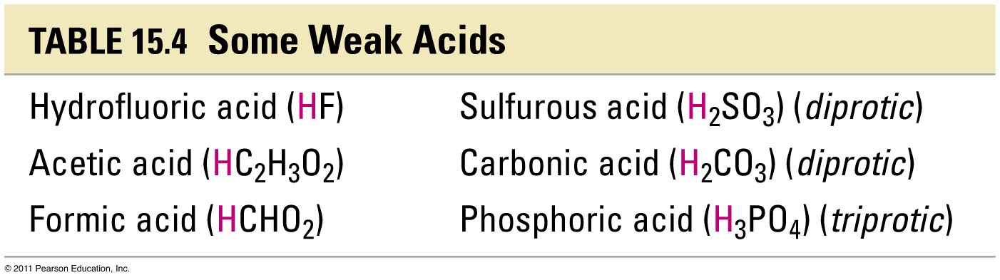 TABLE 15.4 Some Weak Acids
Hydrofluoric acid (HF)
Acetic acid (HC₂H₃O₂)
Formic acid (HCHO₂)
Sulfurous acid (H₂SO₃) (diprotic)
Carbonic acid (H₂CO₃) (diprotic)
Phosphoric acid (H₃PO₄) (triprotic)
© 2011 Pearson Education, Inc.